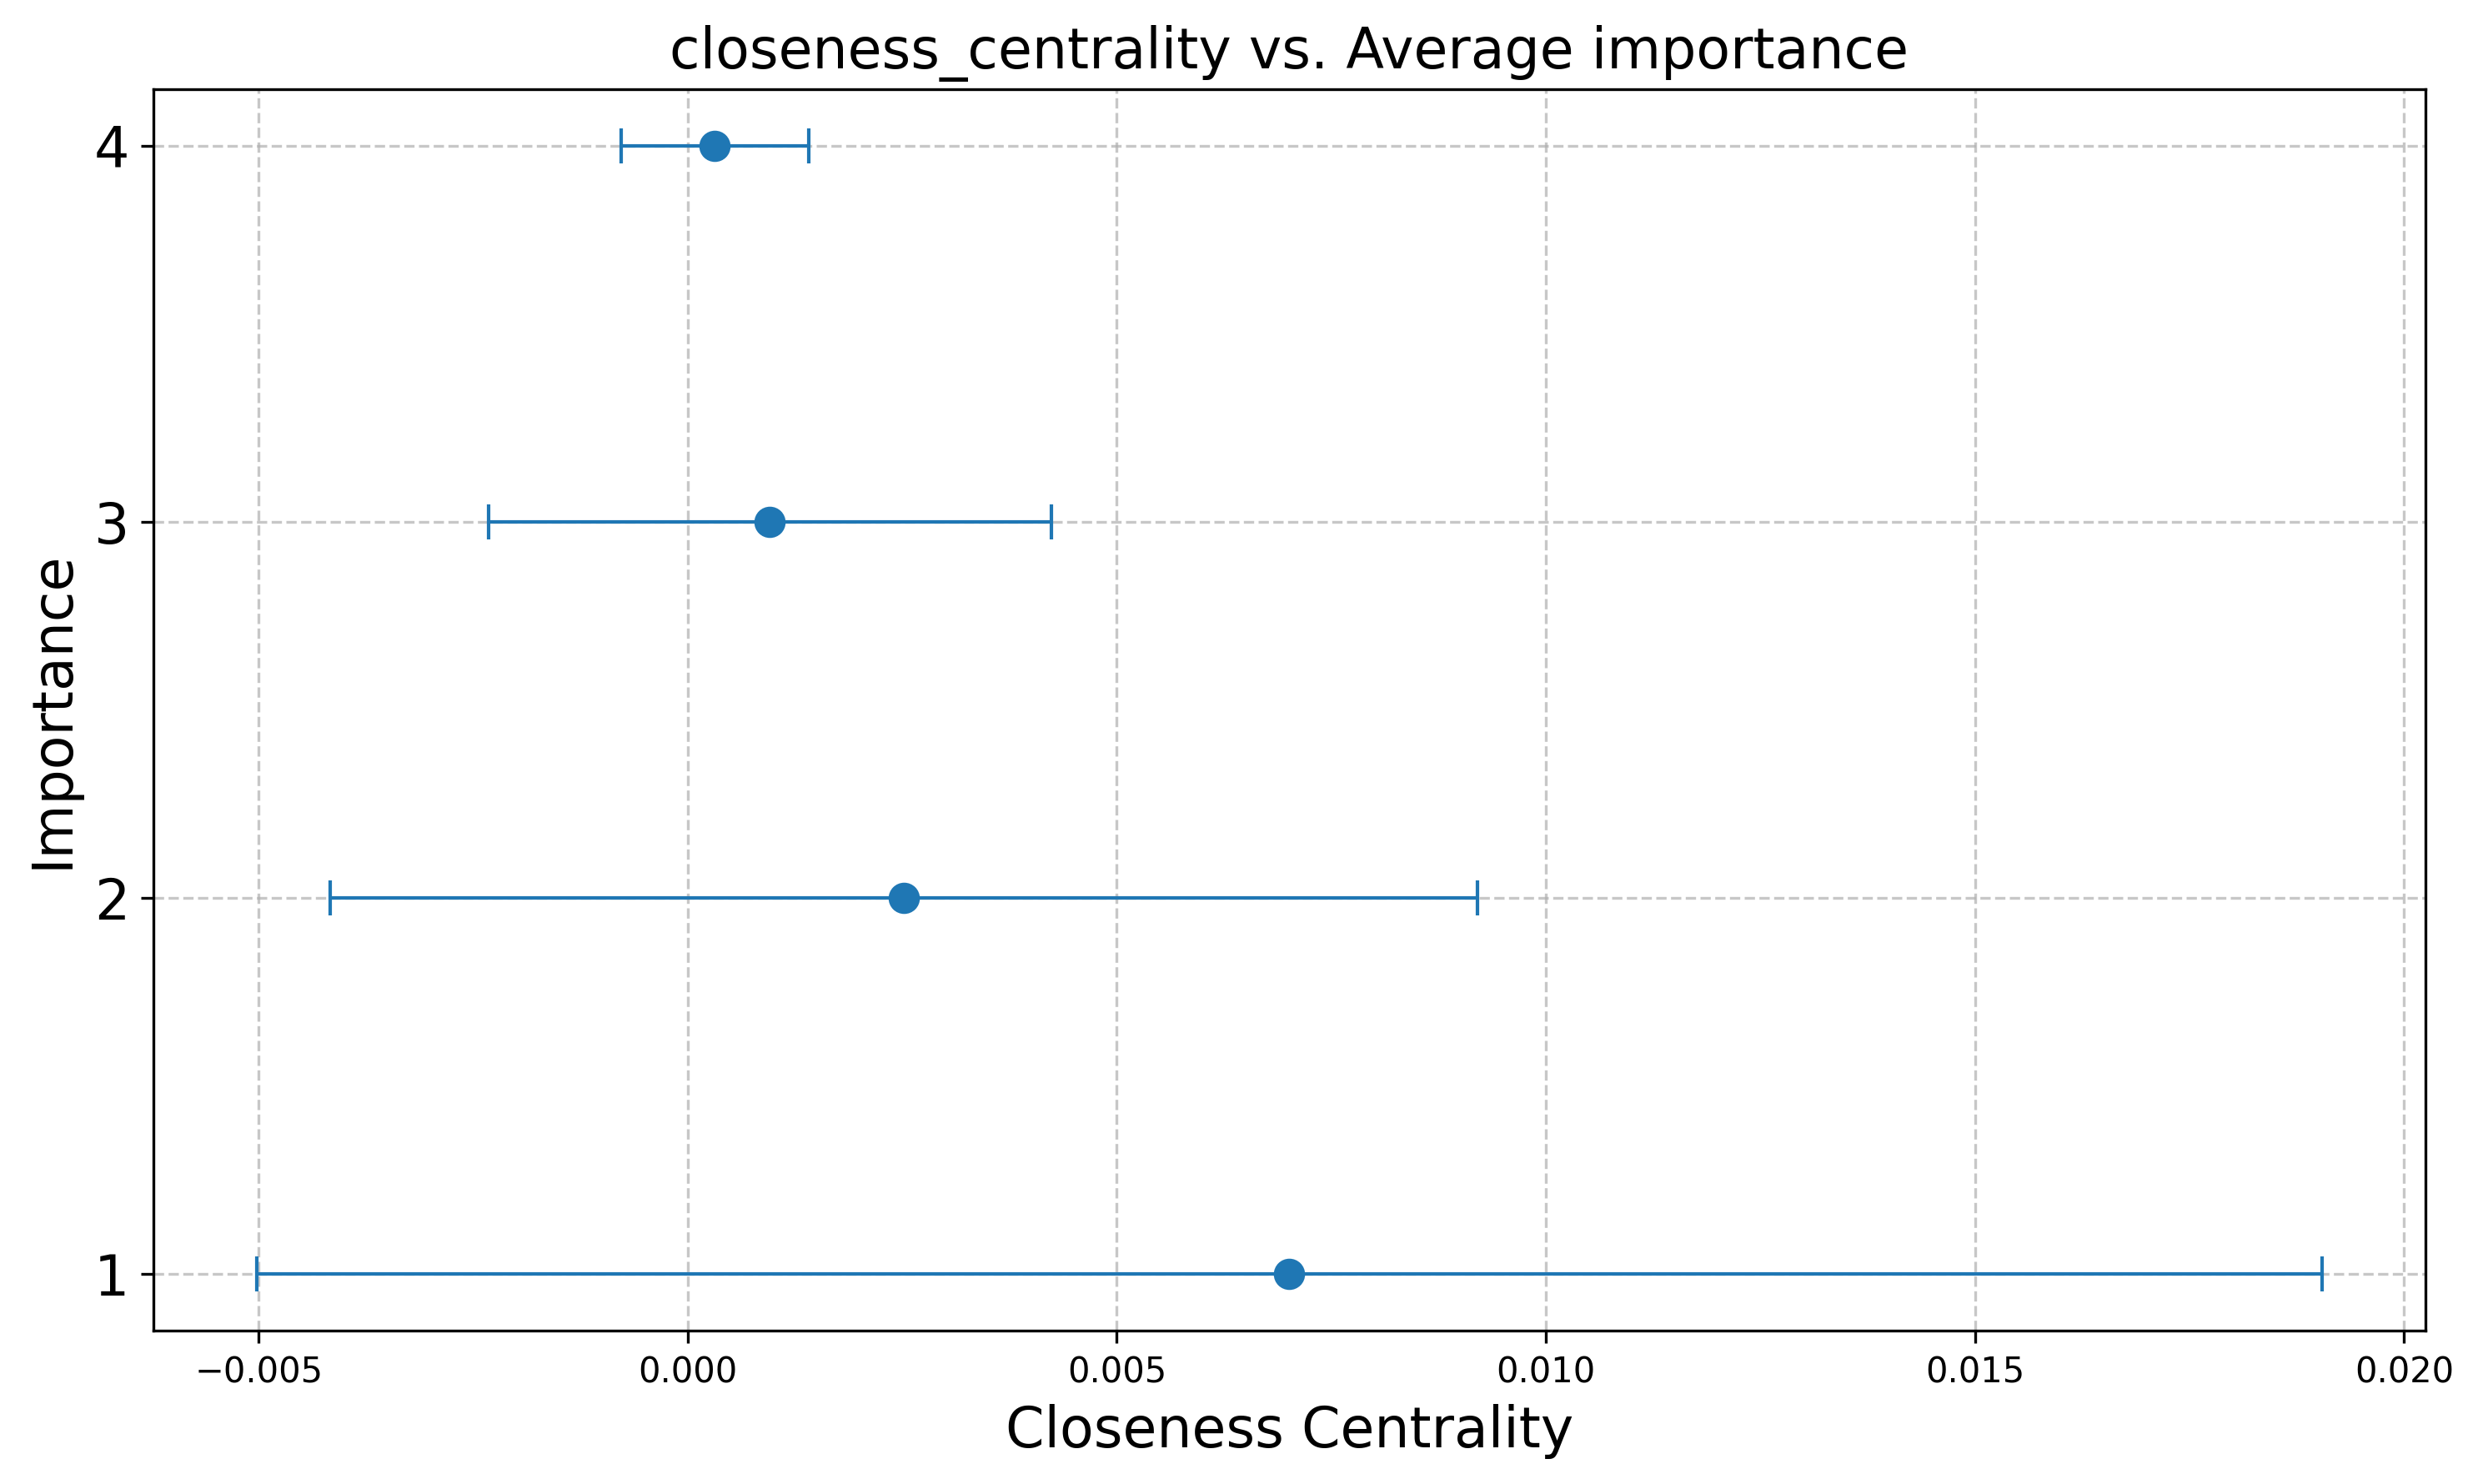 closeness_centrality vs. Average importance
4
3
2
1
Importance
−0.005 0.000 0.005 0.010 0.015 0.020
Closeness Centrality